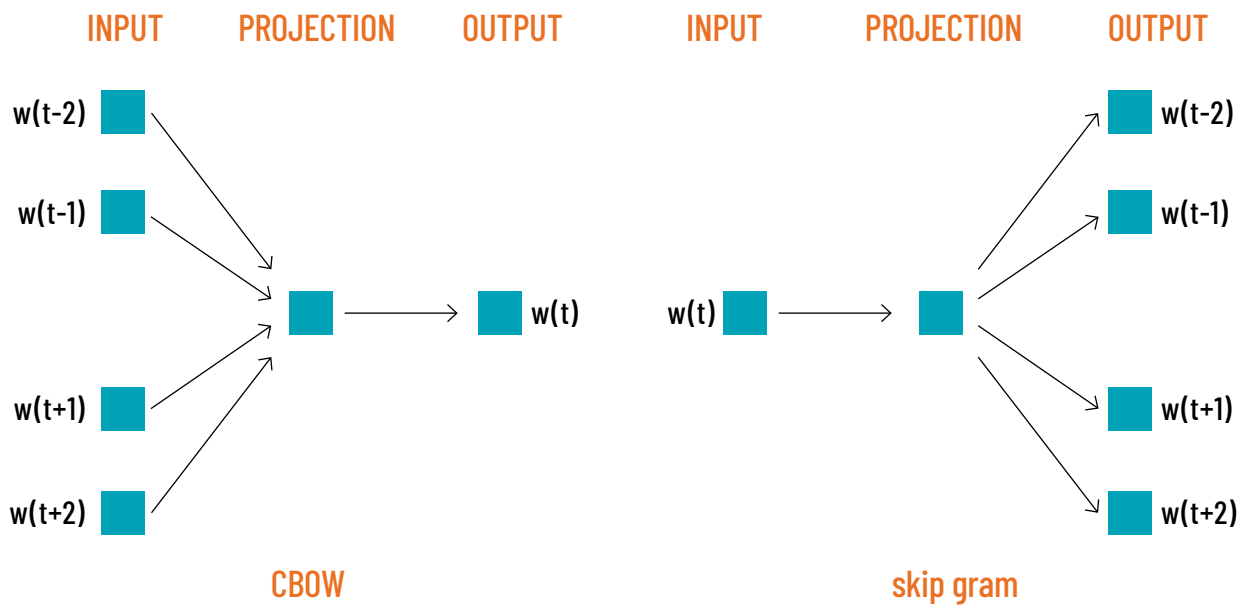 INPUT PROJECTION OUTPUT
w(t-2)
w(t-1)
w(t)
w(t+1)
w(t+2)
CBOW
INPUT PROJECTION OUTPUT
w(t-2)
w(t-1)
w(t)
w(t+1)
w(t+2)
skip gram